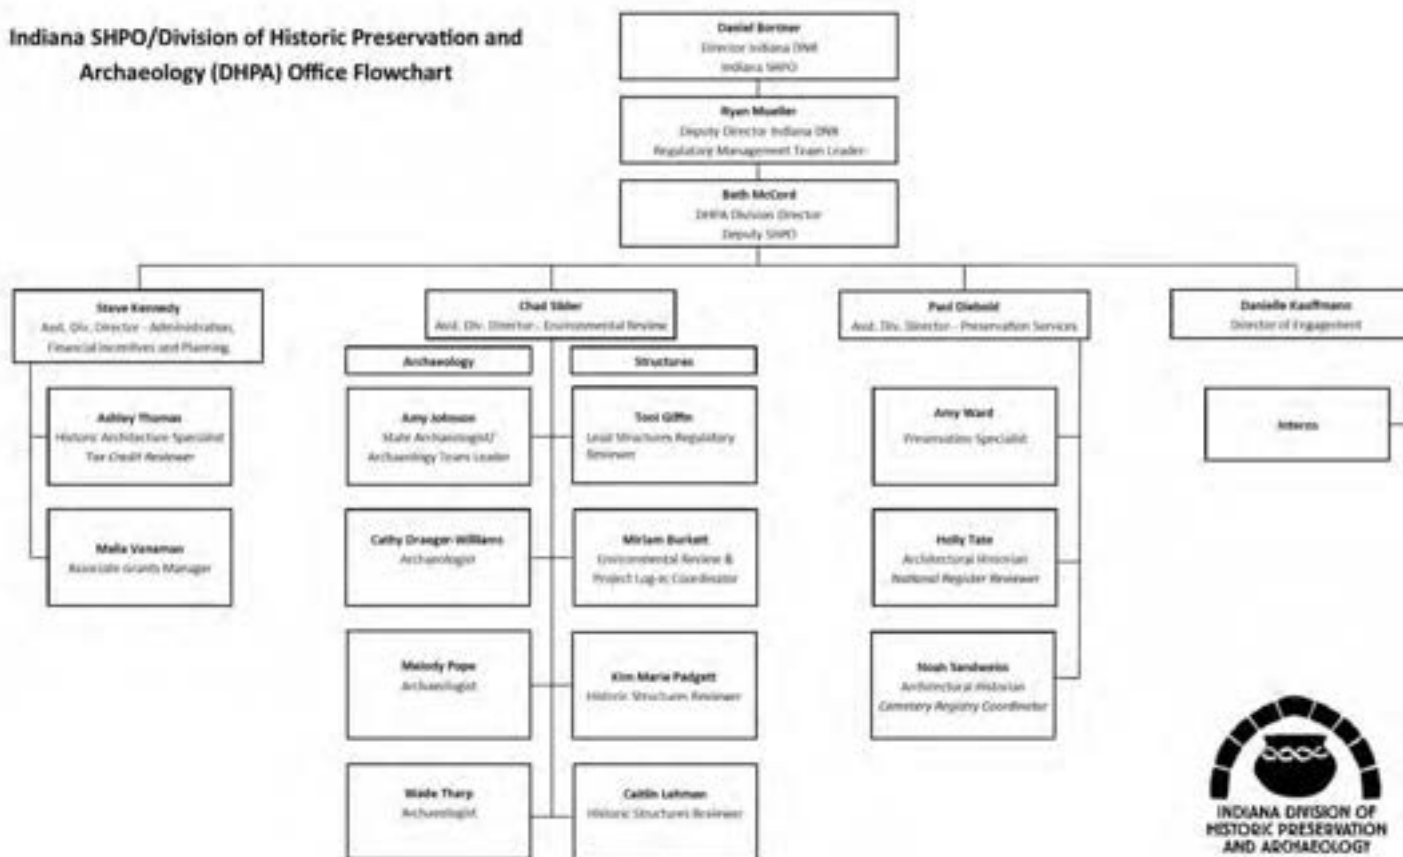 Indiana SHPO/Division of Historic Preservation and
Archaeology (DHPA) Office Flowchart
Daniel Bortner
Director Indiana DNR
Indiana SHPO
Ryan Mueller
Deputy Director Indiana DNR
Regulatory Management Team Leader
Beth McCord
DHPA Division Director
Deputy SHPO
Steve Kennedy
Asst. Div. Director - Administration,
Financial Incentives and Planning
Ashley Thomas
Historic Architecture Specialist
Tax Credit Reviewer
Malia Vanaman
Associate Grants Manager
Chad Slider
Asst. Div. Director - Environmental Review
Archaeology
Amy Johnson
State Archaeologist/
Archaeology Team Leader
Cathy Draeger-Williams
Archaeologist
Melody Pope
Archaeologist
Wade Tharp
Archaeologist
Structures
Toni Giffin
Lead Structures Regulatory
Reviewer
Miriam Burkett
Environmental Review &
Project Log-in Coordinator
Kim Marie Padgett
Historic Structures Reviewer
Caitlin Lehman
Historic Structures Reviewer
Paul Diebold
Asst. Div. Director - Preservation Services
Amy Ward
Preservation Specialist
Holly Tate
Architectural Historian
National Register Reviewer
Noah Sandweiss
Architectural Historian
Cemetery Registry Coordinator
Danielle Kauffmann
Director of Engagement
Interns
INDIANA DIVISION OF
HISTORIC PRESERVATION
AND ARCHAEOLOGY